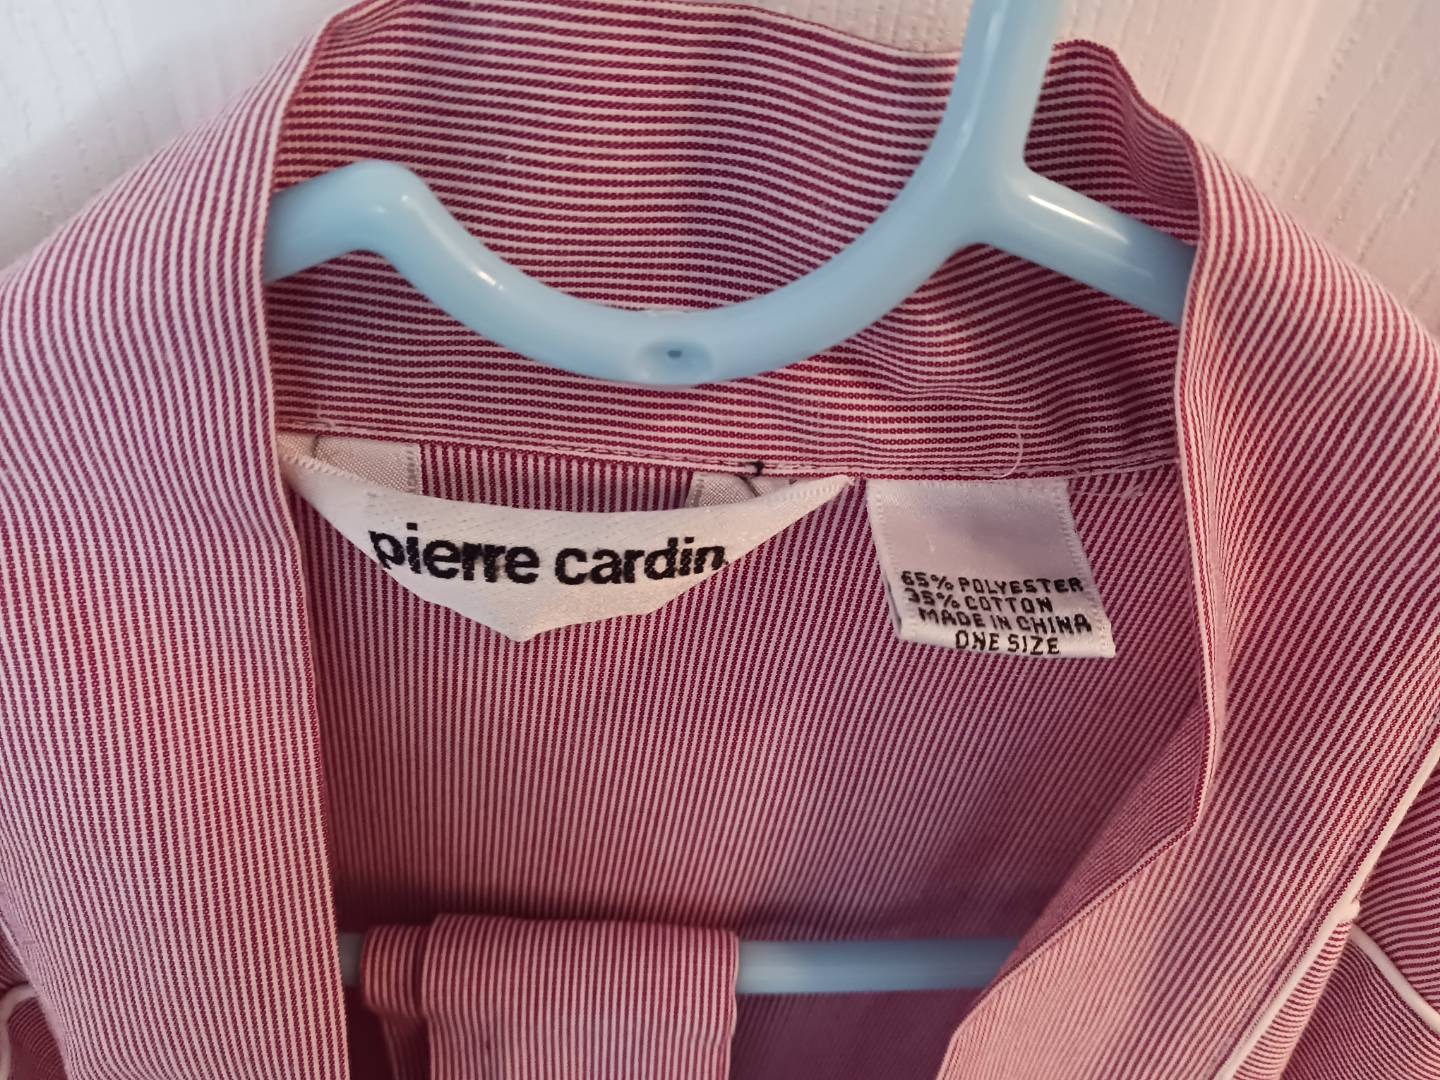 pierre cardin
65% POLYESTER
35% COTTON
MADE IN CHINA
ONE SIZE